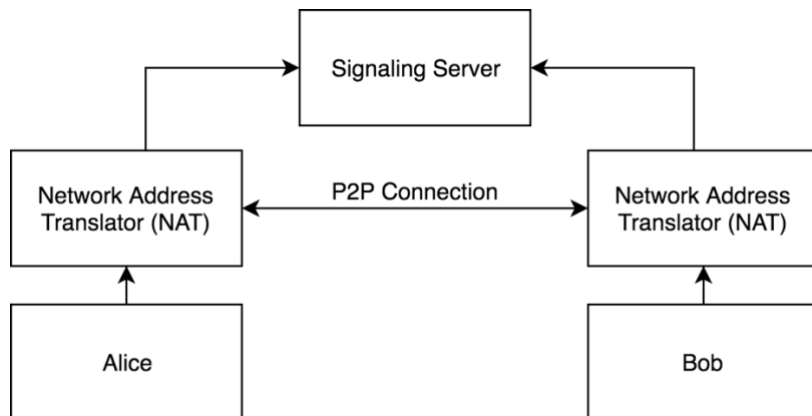 Signaling Server
Network Address
Translator (NAT)
P2P Connection
Network Address
Translator (NAT)
Alice
Bob